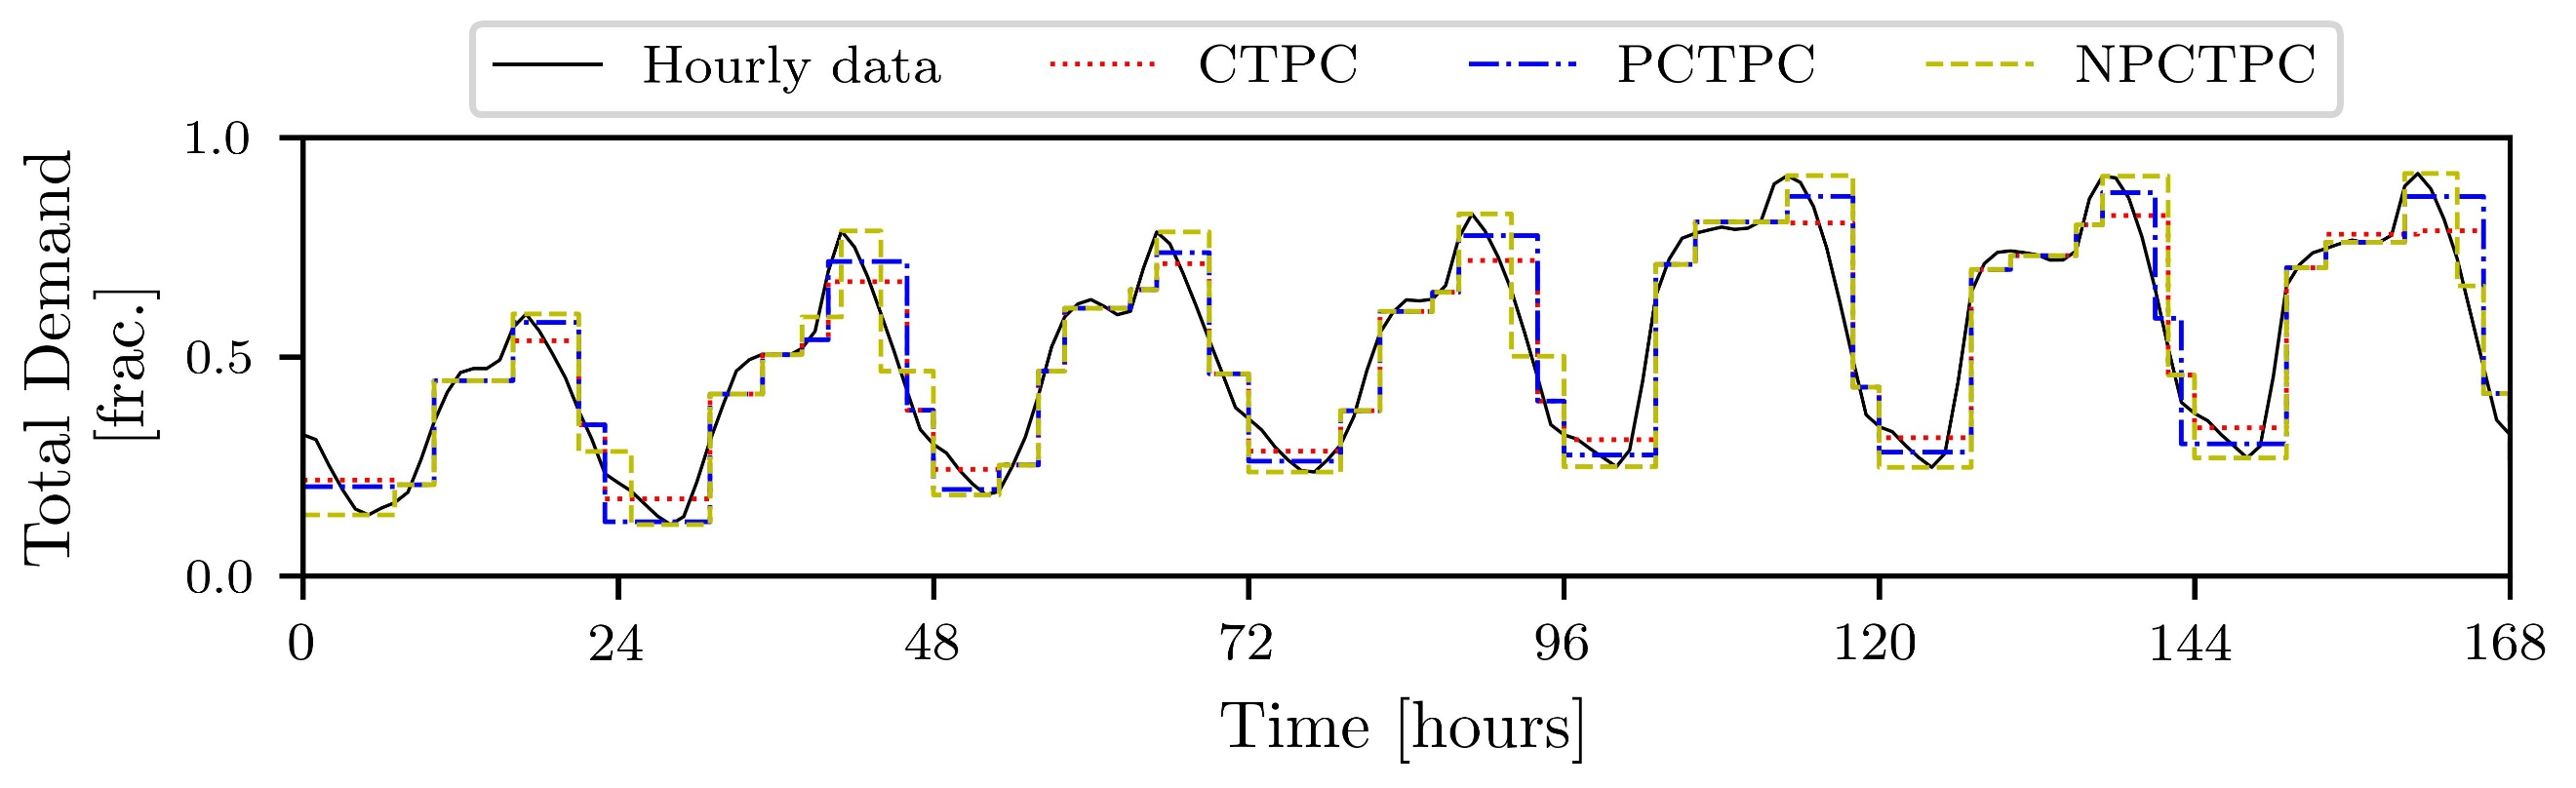 Hourly data CTPC PCTPC NPCTPC
Total Demand
[frac.]
1.0
0.5
0.0
0 24 48 72 96 120 144 168
Time [hours]